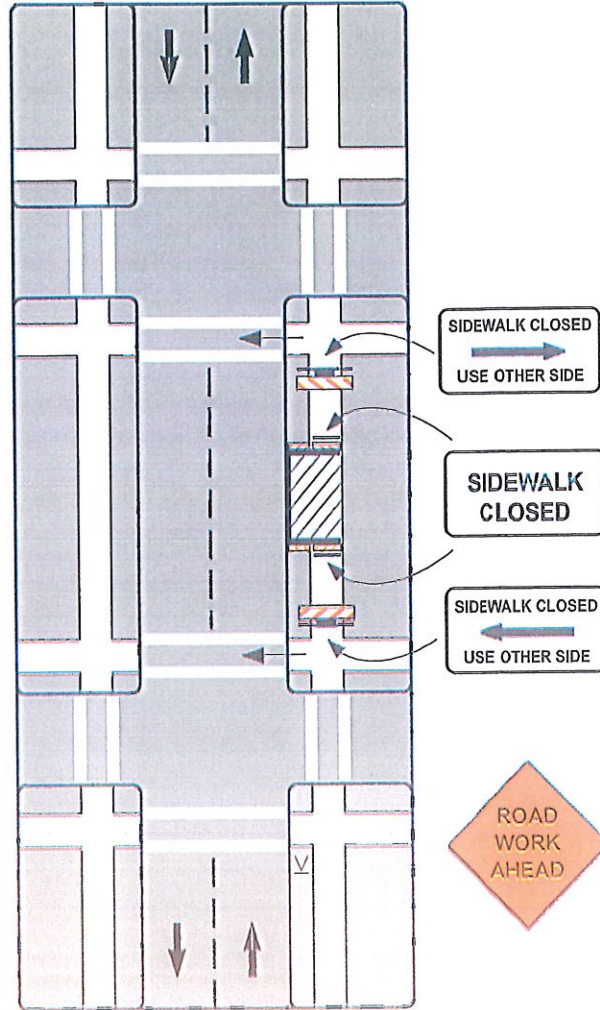 SIDEWALK CLOSED
USE OTHER SIDE
SIDEWALK
CLOSED
SIDEWALK CLOSED
USE OTHER SIDE
ROAD
WORK
AHEAD